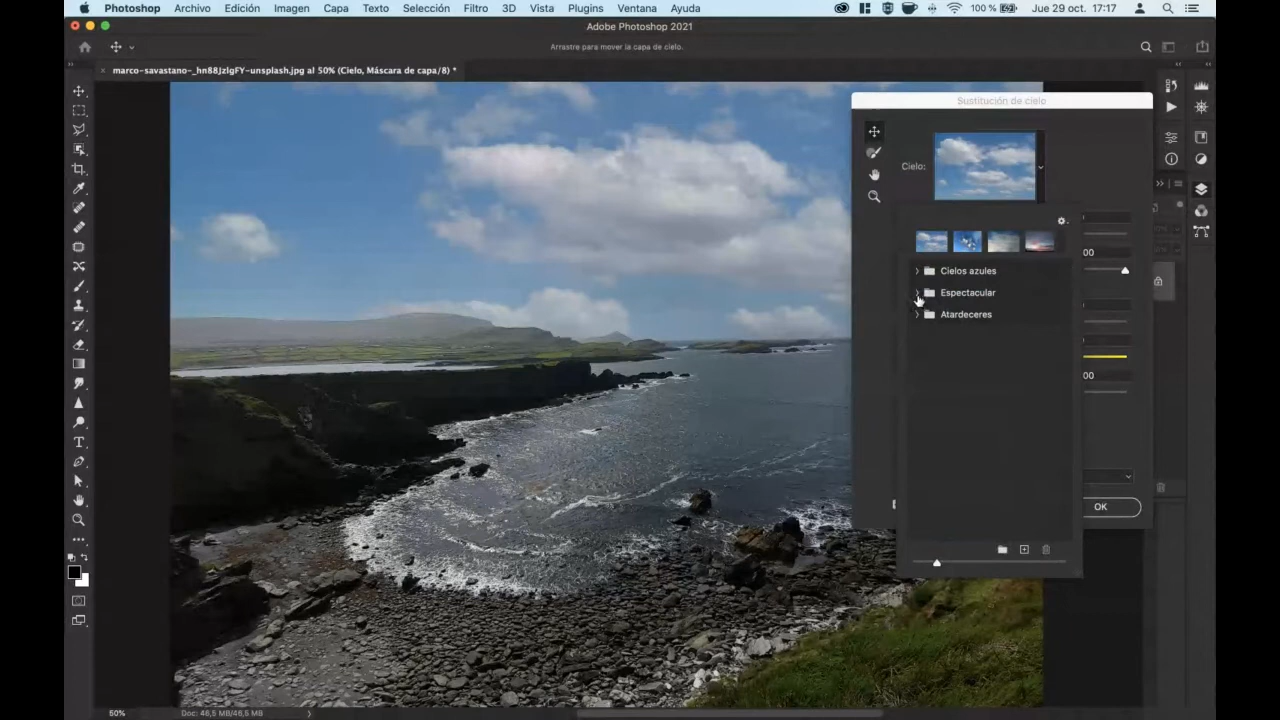 Photoshop Archivo Edición Imagen Capa Texto Selección Filtro 3D Vista Plugins Ventana Ayuda 100 % Jue 29 oct. 17:17
Adobe Photoshop 2021
Arrastre para mover la capa de cielo.
marco-savastano-_hn88JzlgFY-unsplash.jpg al 50% (Cielo, Máscara de capa/8) *
Sustitución de cielo
Cielo:
00
Cielos azules
Espectacular
Atardeceres
00
OK
50% Doc: 46,5 MB/46,5 MB